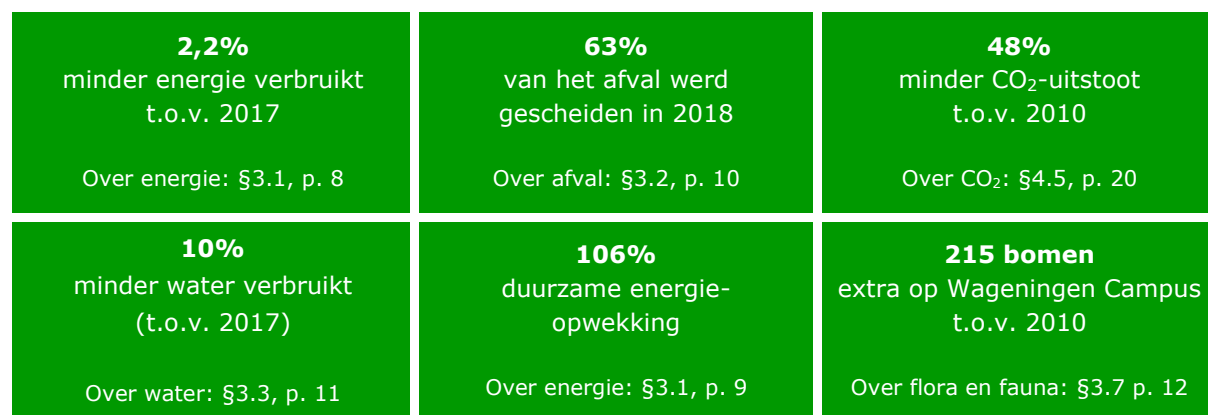 2,2%
minder energie verbruikt
t.o.v. 2017
Over energie: §3.1, p. 8
63%
van het afval werd
gescheiden in 2018
Over afval: §3.2, p. 10
48%
minder CO₂-uitstoot
t.o.v. 2010
Over CO₂: §4.5, p. 20
10%
minder water verbruikt
(t.o.v. 2017)
Over water: §3.3, p. 11
106%
duurzame energie-
opwekking
Over energie: §3.1, p. 9
215 bomen
extra op Wageningen Campus
t.o.v. 2010
Over flora en fauna: §3.7 p. 12